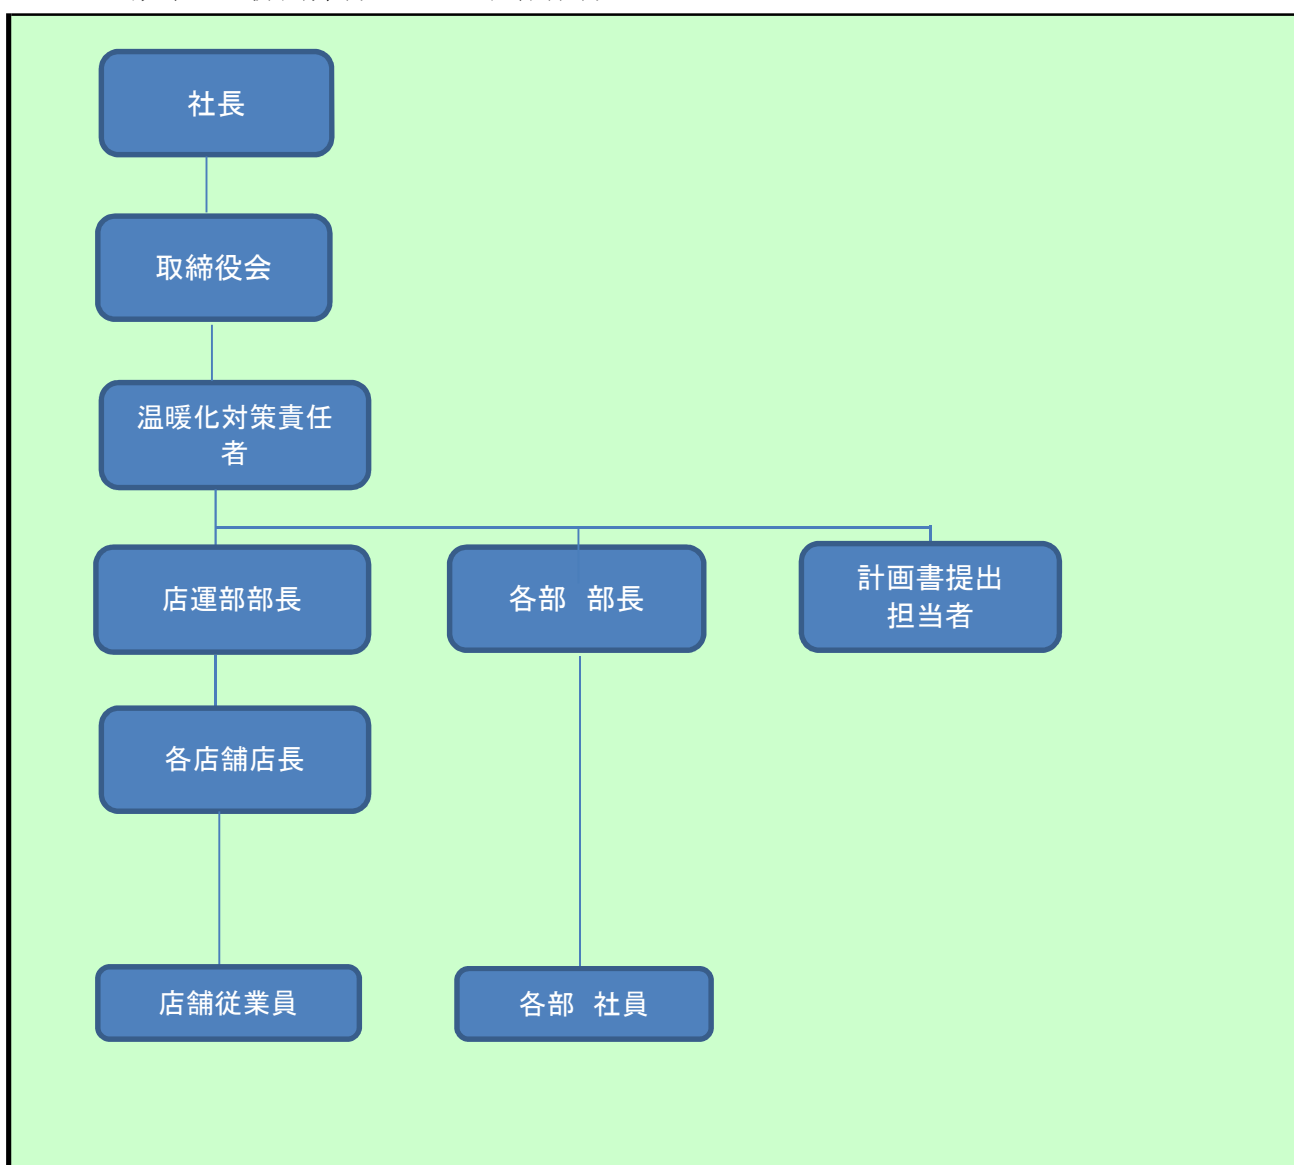 社長
取締役会
温暖化対策責任
者
店運部部長
各部　部長
計画書提出
担当者
各店舗店長
店舗従業員
各部　社員